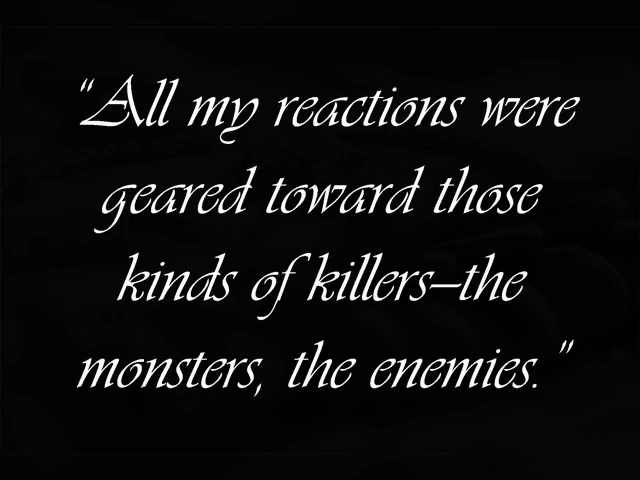 “All my reactions were
geared toward those
kinds of killers—the
monsters, the enemies.”